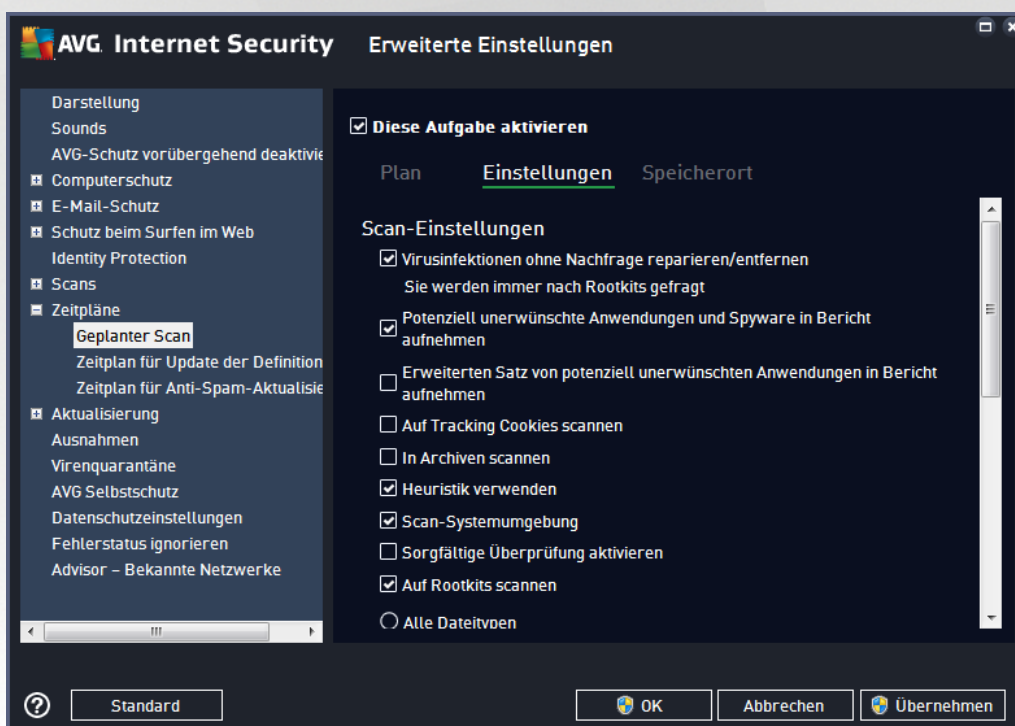 AVG. Internet Security Erweiterte Einstellungen
Darstellung
Sounds
AVG-Schutz vorübergehend deaktivie
Computerschutz
E-Mail-Schutz
Schutz beim Surfen im Web
Identity Protection
Scans
Zeitpläne
Geplanter Scan
Zeitplan für Update der Definition
Zeitplan für Anti-Spam-Aktualisie
Aktualisierung
Ausnahmen
Virenquarantäne
AVG Selbstschutz
Datenschutzeinstellungen
Fehlerstatus ignorieren
Advisor – Bekannte Netzwerke
Diese Aufgabe aktivieren
Plan Einstellungen Speicherort
Scan-Einstellungen
Virusinfektionen ohne Nachfrage reparieren/entfernen
Sie werden immer nach Rootkits gefragt
Potenziell unerwünschte Anwendungen und Spyware in Bericht
aufnehmen
Erweiterten Satz von potenziell unerwünschten Anwendungen in Bericht
aufnehmen
Auf Tracking Cookies scannen
In Archiven scannen
Heuristik verwenden
Scan-Systemumgebung
Sorgfältige Überprüfung aktivieren
Auf Rootkits scannen
Alle Dateitypen
Standard OK Abbrechen Übernehmen